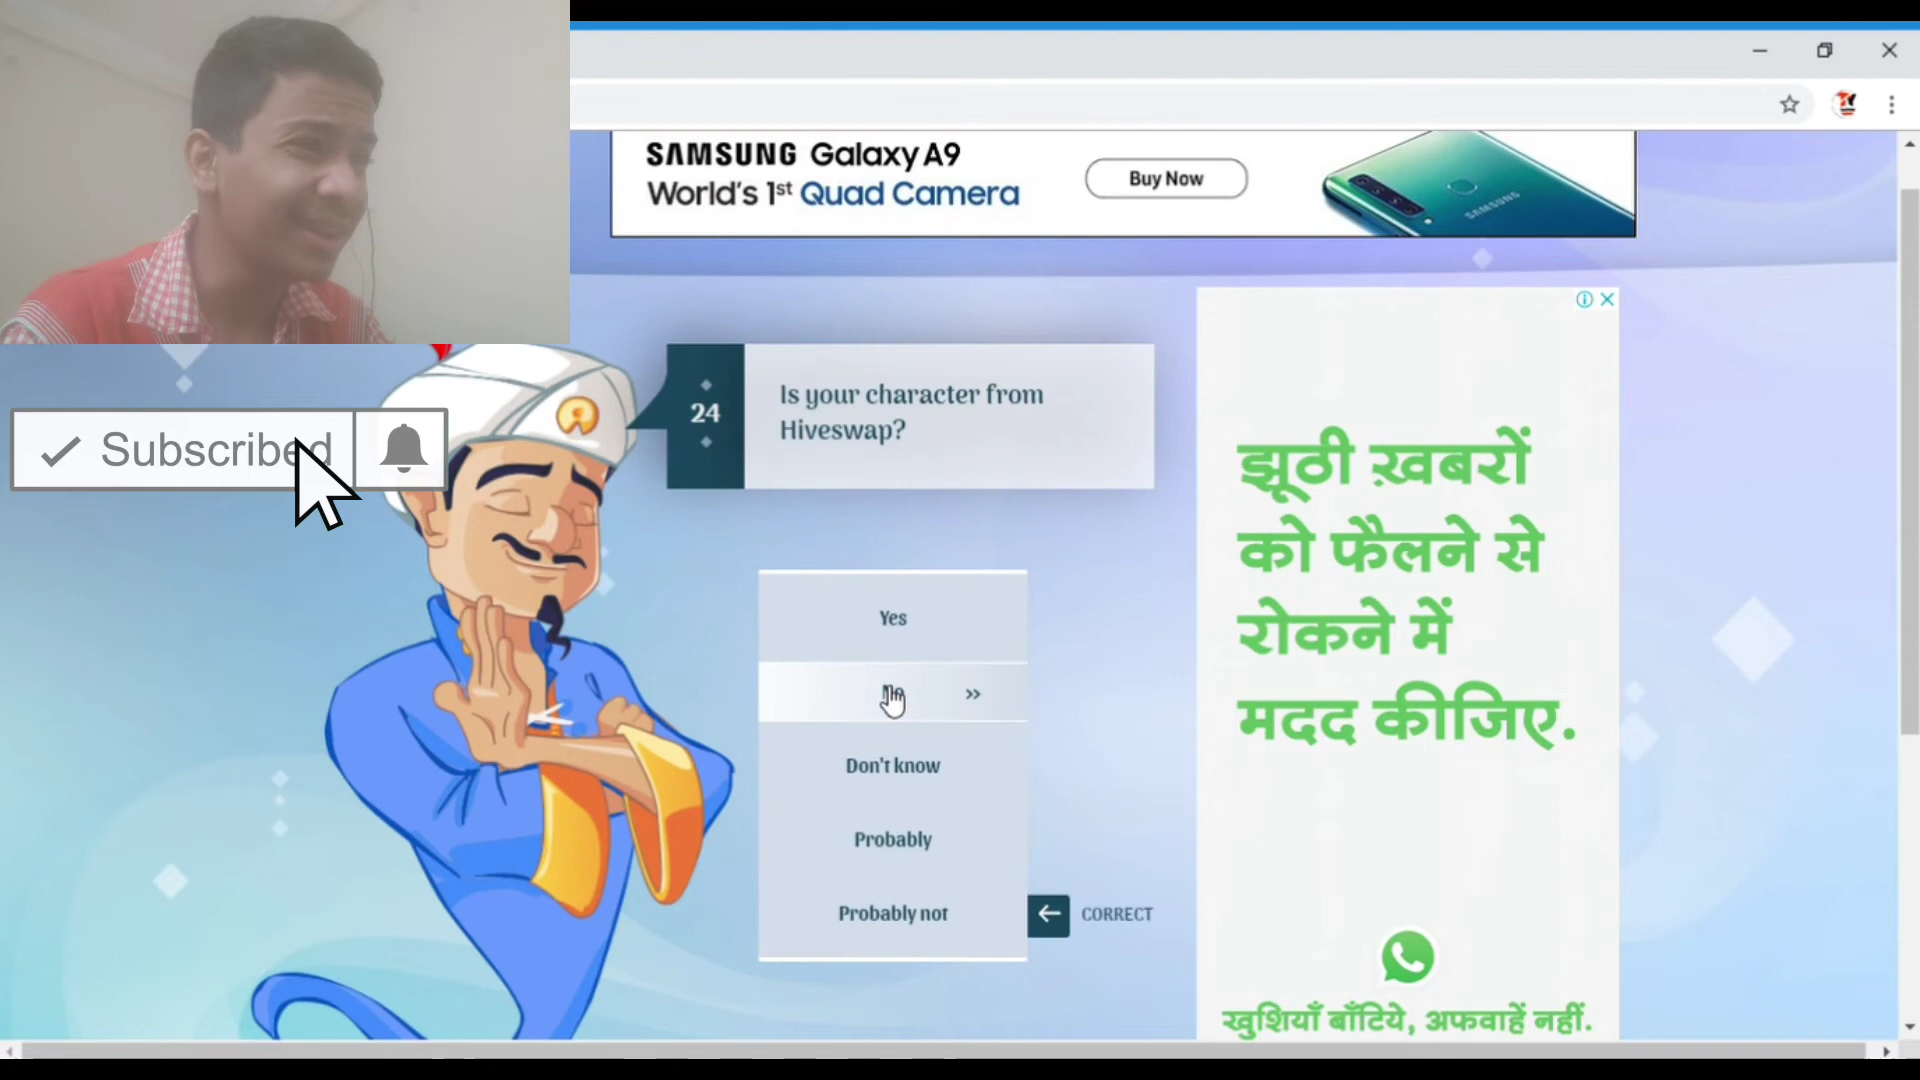 SAMSUNG Galaxy A9
World's 1st Quad Camera
Buy Now
SAMSUNG
Subscribed
24
Is your character from
Hiveswap?
Yes
Don't know
Probably
Probably not
CORRECT
झूठी ख़बरों
को फैलने से
रोकने में
मदद कीजिए.
खुशियाँ बाँटिये, अफवाहें नहीं.